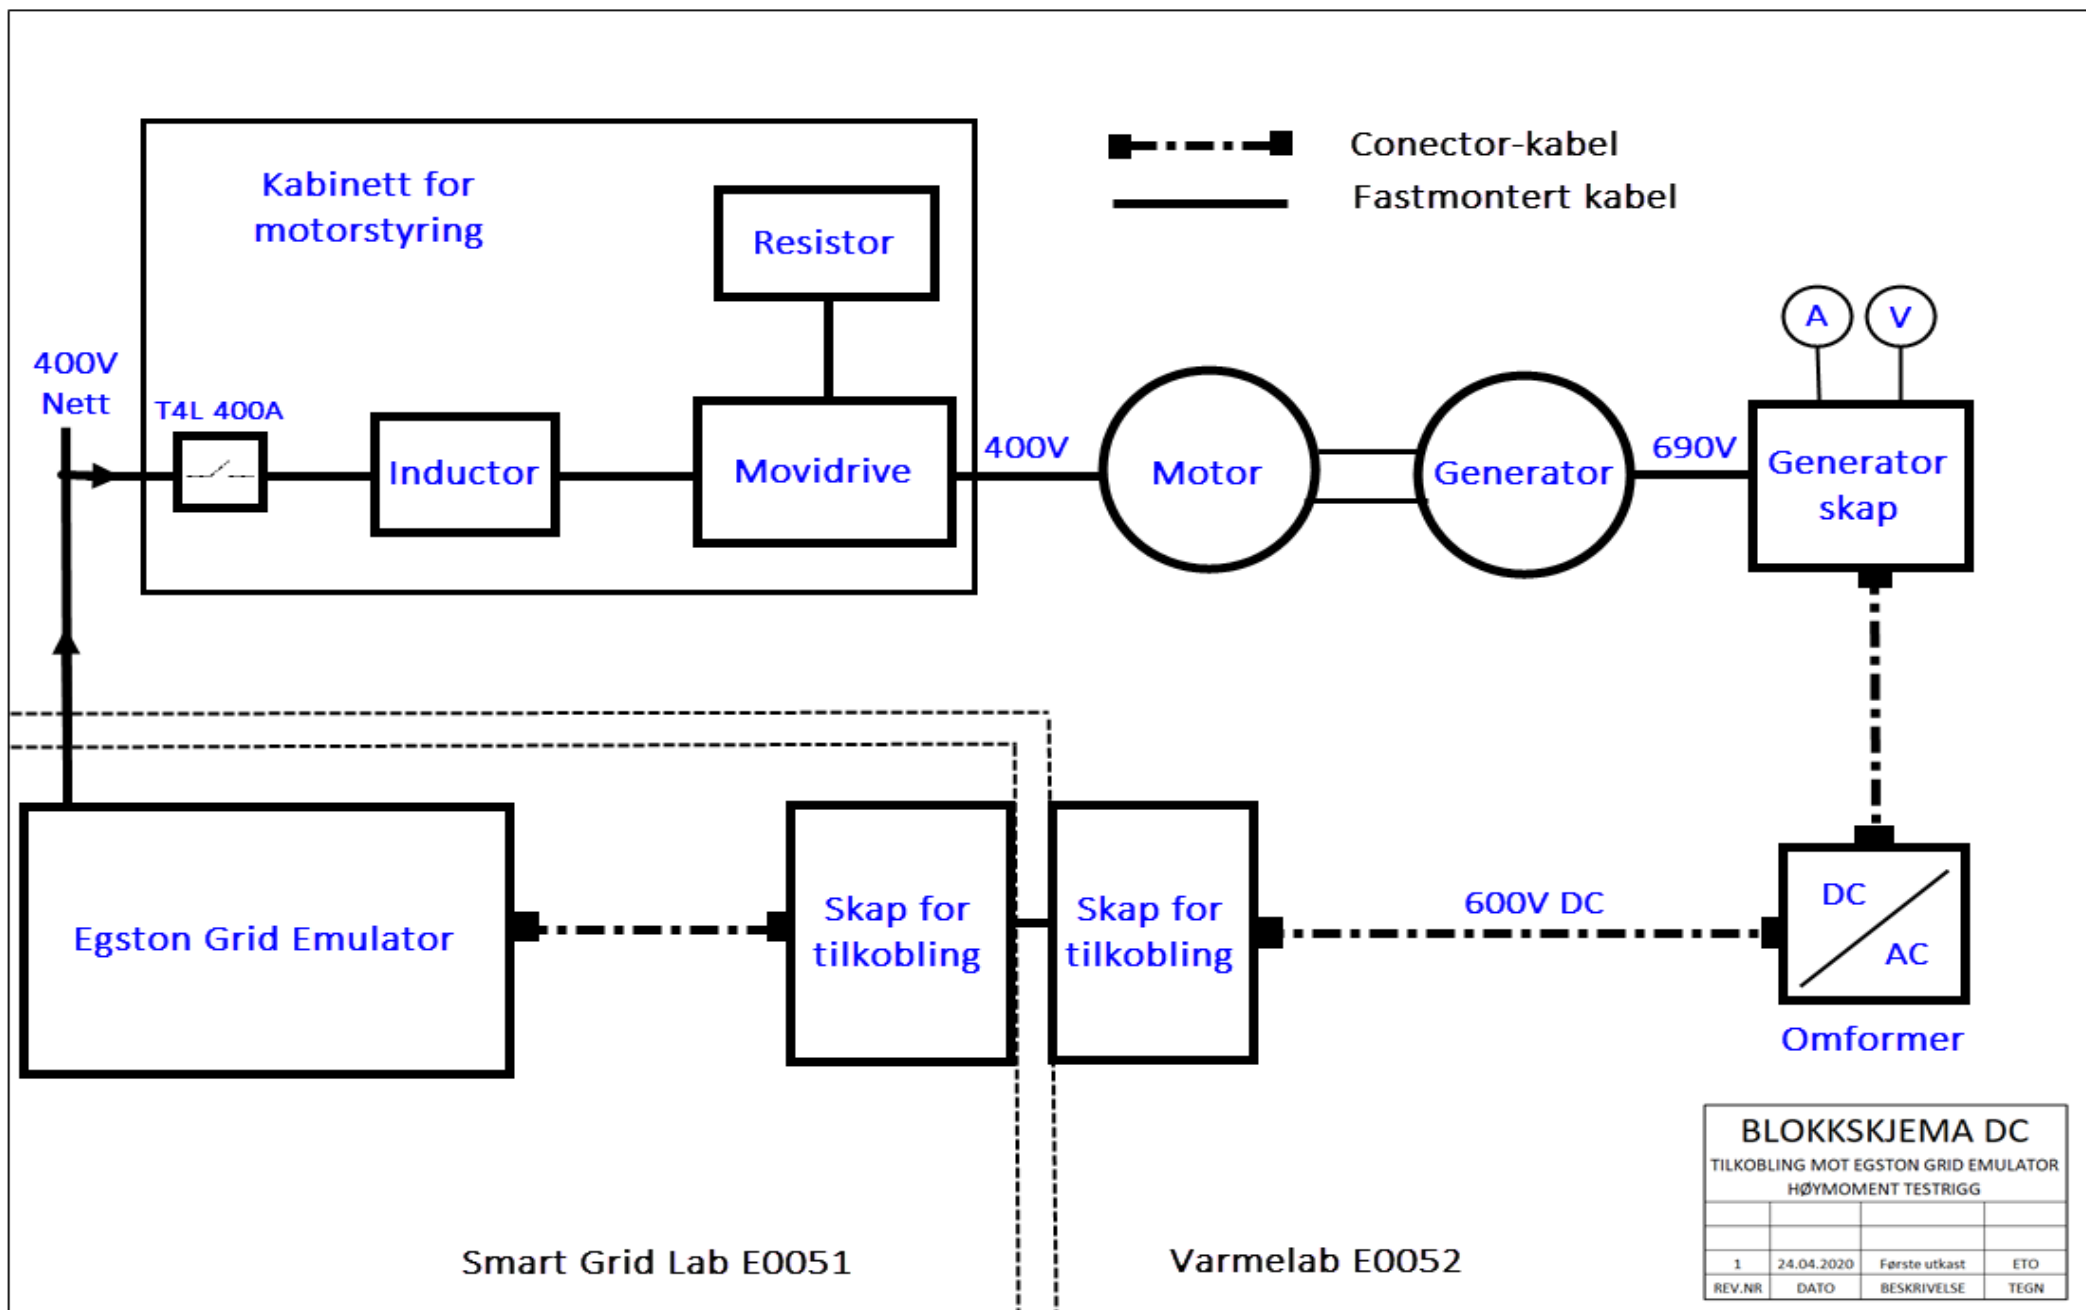 Conector-kabel
Fastmontert kabel
Kabinett for
motorstyring
Resistor
A
V
400V
Nett
T4L 400A
Inductor
Movidrive
400V
Motor
Generator
690V
Generator
skap
Egston Grid Emulator
Skap for
tilkobling
Skap for
tilkobling
600V DC
DC
AC
Omformer
Smart Grid Lab E0051
Varmelab E0052
BLOKKSKJEMA DC
TILKOBLING MOT EGSTON GRID EMULATOR
HØYMOMENT TESTRIGG
1 24.04.2020 Første utkast ETO
REV.NR DATO BESKRIVELSE TEGN